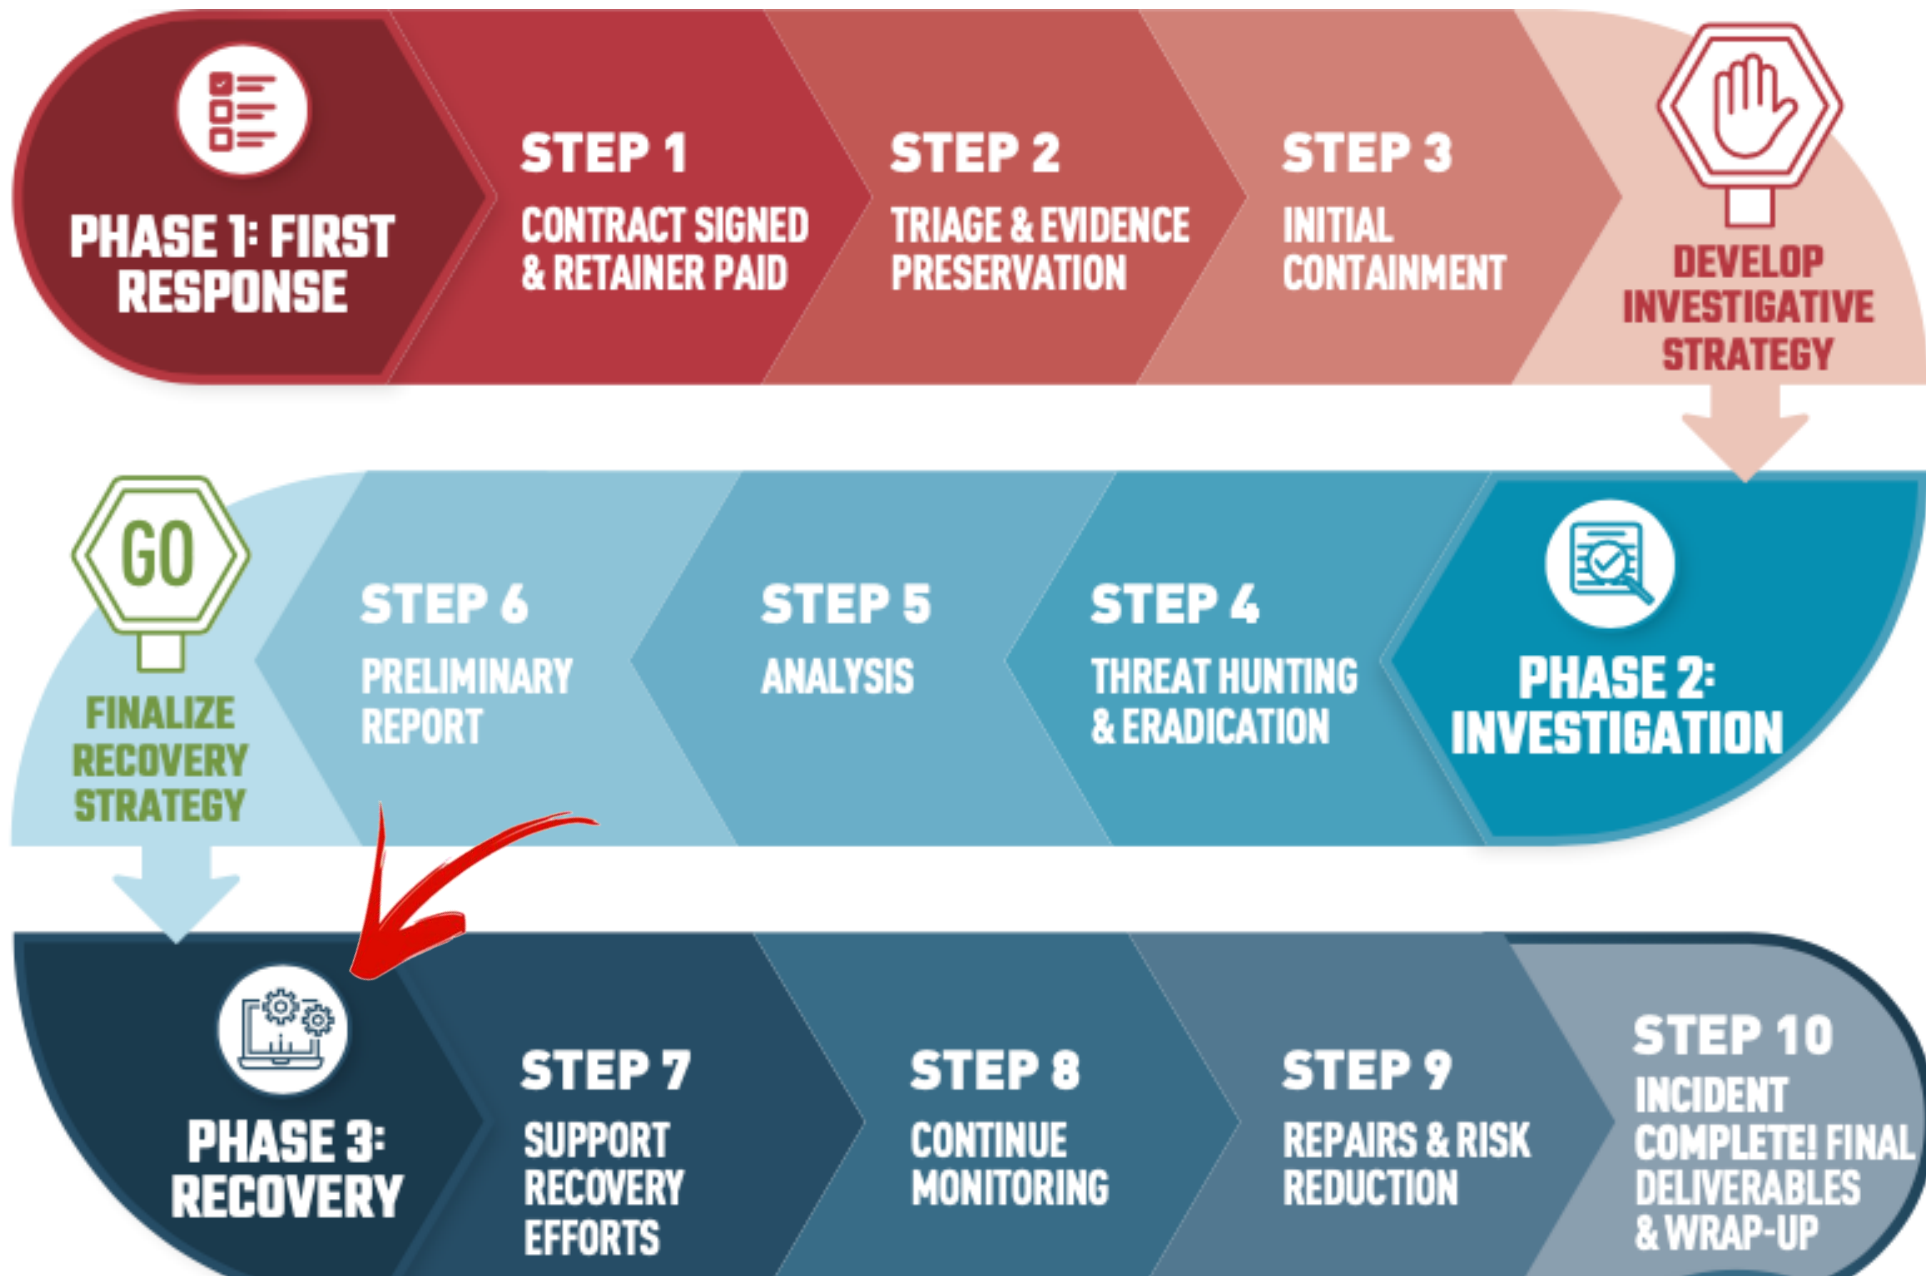 PHASE 1: FIRST
RESPONSE
STEP 1
CONTRACT SIGNED
& RETAINER PAID
STEP 2
TRIAGE & EVIDENCE
PRESERVATION
STEP 3
INITIAL
CONTAINMENT
DEVELOP
INVESTIGATIVE
STRATEGY
PHASE 2:
INVESTIGATION
STEP 4
THREAT HUNTING
& ERADICATION
STEP 5
ANALYSIS
STEP 6
PRELIMINARY
REPORT
GO
FINALIZE
RECOVERY
STRATEGY
PHASE 3:
RECOVERY
STEP 7
SUPPORT
RECOVERY
EFFORTS
STEP 8
CONTINUE
MONITORING
STEP 9
REPAIRS & RISK
REDUCTION
STEP 10
INCIDENT
COMPLETE! FINAL
DELIVERABLES
& WRAP-UP